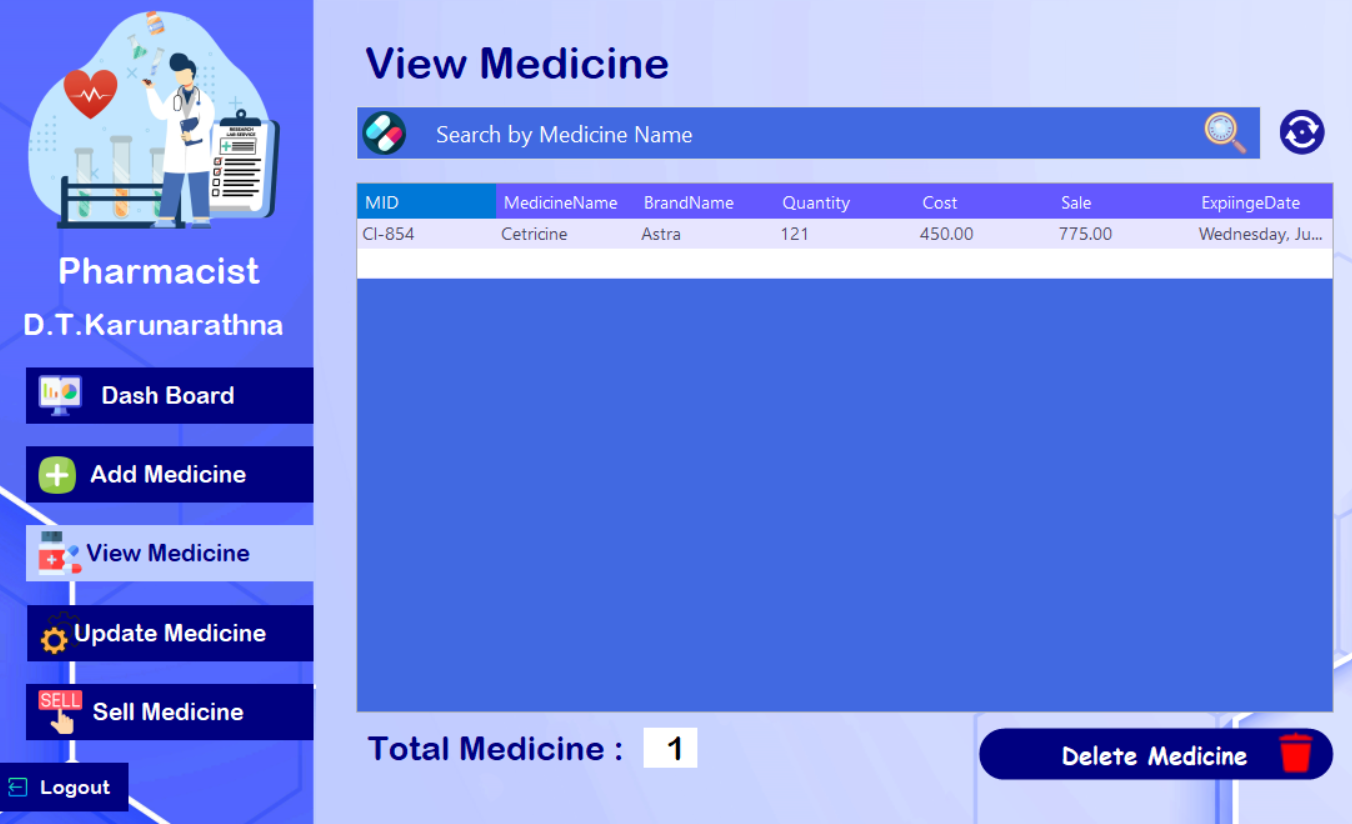 RESEARCH
LAB SERVICE
Pharmacist
D.T.Karunarathna
Dash Board
Add Medicine
View Medicine
Update Medicine
SELL
Sell Medicine
Logout
View Medicine
Search by Medicine Name
MID MedicineName BrandName Quantity Cost Sale ExpiingeDate
CI-854 Cetricine Astra 121 450.00 775.00 Wednesday, Ju...
Total Medicine : 1
Delete Medicine